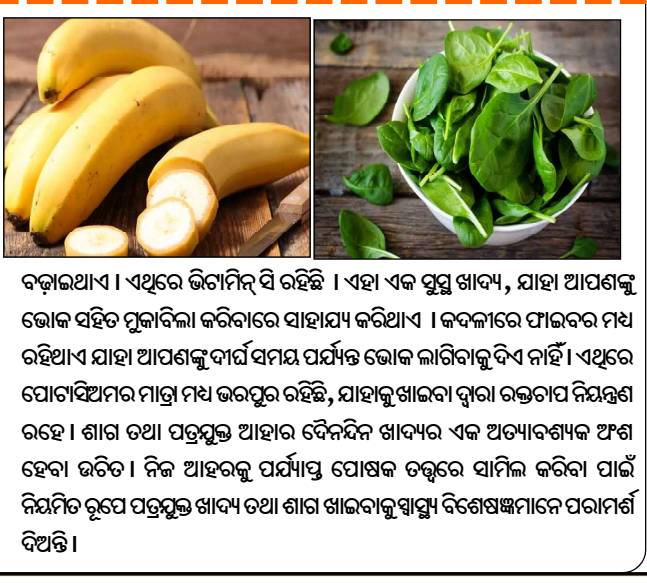 ବଢ଼ାଇଥାଏ । ଏଥିରେ ଭିଟାମିନ୍ ସି ରହିଛି । ଏହା ଏକ ସୁସ୍ଥ ଖାଦ୍ୟ, ଯାହା ଆପଣଙ୍କୁ
ଭୋକ ସହିତ ମୁକାବିଲା କରିବାରେ ସାହାଯ୍ୟ କରିଥାଏ । କଦଳୀରେ ଫାଇବର ମଧ୍ୟ
ରହିଥାଏ ଯାହା ଆପଣଙ୍କୁ ଦୀର୍ଘ ସମୟ ପର୍ଯ୍ୟନ୍ତ ଭୋକ ଲାଗିବାକୁ ଦିଏ ନାହିଁ । ଏଥିରେ
ପୋଟାସିଅମର ମାତ୍ରା ମଧ୍ୟ ଭରପୁର ରହିଛି, ଯାହାକୁ ଖାଇବା ଦ୍ୱାରା ରକ୍ତଚାପ ନିୟନ୍ତ୍ରଣ
ରହେ । ଶାଗ ତଥା ପତ୍ରଯୁକ୍ତ ଆହାର ଦୈନନ୍ଦିନ ଖାଦ୍ୟର ଏକ ଅତ୍ୟାବଶ୍ୟକ ଅଂଶ
ହେବା ଉଚିତ । ନିଜ ଆହରକୁ ପର୍ଯ୍ୟାପ୍ତ ପୋଷକ ତତ୍ତ୍ୱରେ ସାମିଲ କରିବା ପାଇଁ
ନିୟମିତ ରୂପେ ପତ୍ରଯୁକ୍ତ ଖାଦ୍ୟ ତଥା ଶାଗ ଖାଇବାକୁ ସ୍ୱାସ୍ଥ୍ୟ ବିଶେଷଜ୍ଞମାନେ ପରାମର୍ଶ
ଦିଅନ୍ତି ।